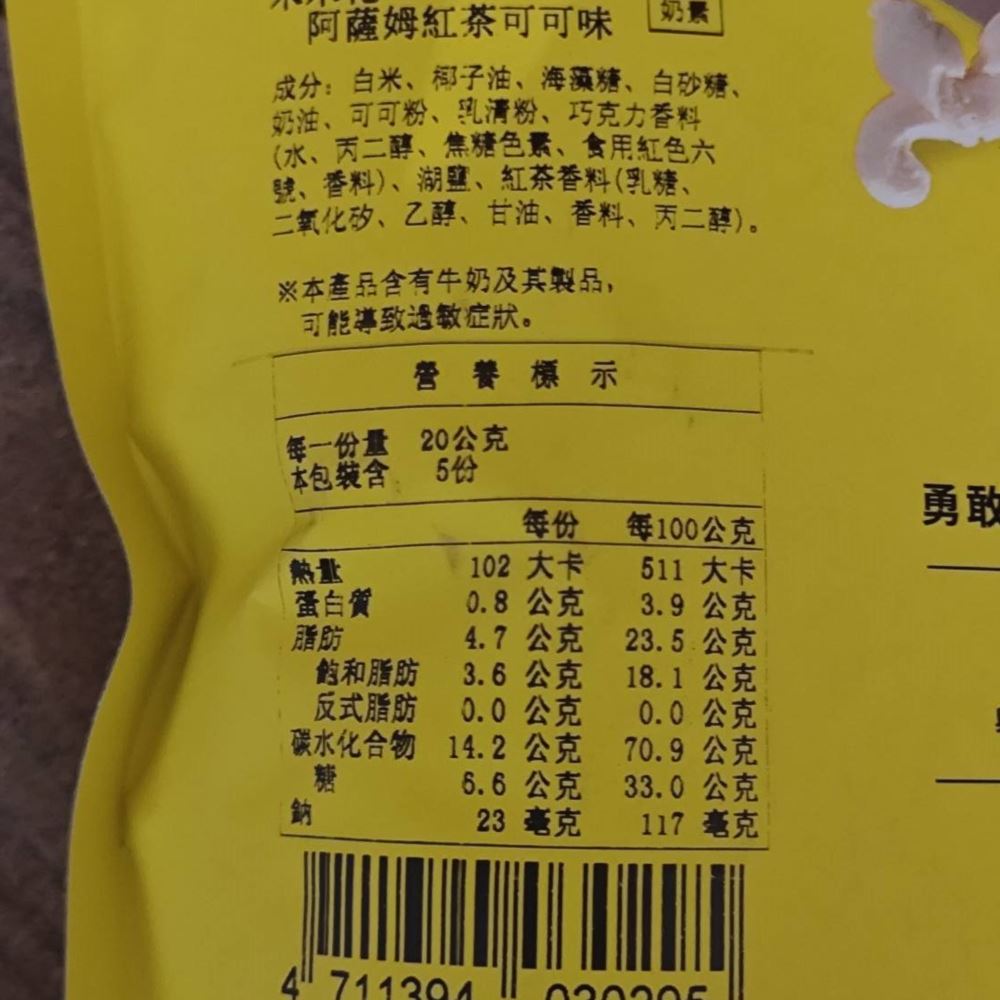 阿薩姆紅茶可可味
奶素
成分：白米、椰子油、海藻糖、白砂糖、
奶油、可可粉、乳清粉、巧克力香料
(水、丙二醇、焦糖色素、食用紅色六
號、香料)、湖鹽、紅茶香料(乳糖、
二氧化矽、乙醇、甘油、香料、丙二醇)。
※本產品含有牛奶及其製品，
可能導致過敏症狀。
營養標示
每一份量 20公克
本包裝含 5份
每份 每100公克
熱量 102 大卡 511 大卡
蛋白質 0.8 公克 3.9 公克
脂肪 4.7 公克 23.5 公克
飽和脂肪 3.6 公克 18.1 公克
反式脂肪 0.0 公克 0.0 公克
碳水化合物 14.2 公克 70.9 公克
糖 6.6 公克 33.0 公克
鈉 23 毫克 117 毫克
4 711394 030205
勇敢